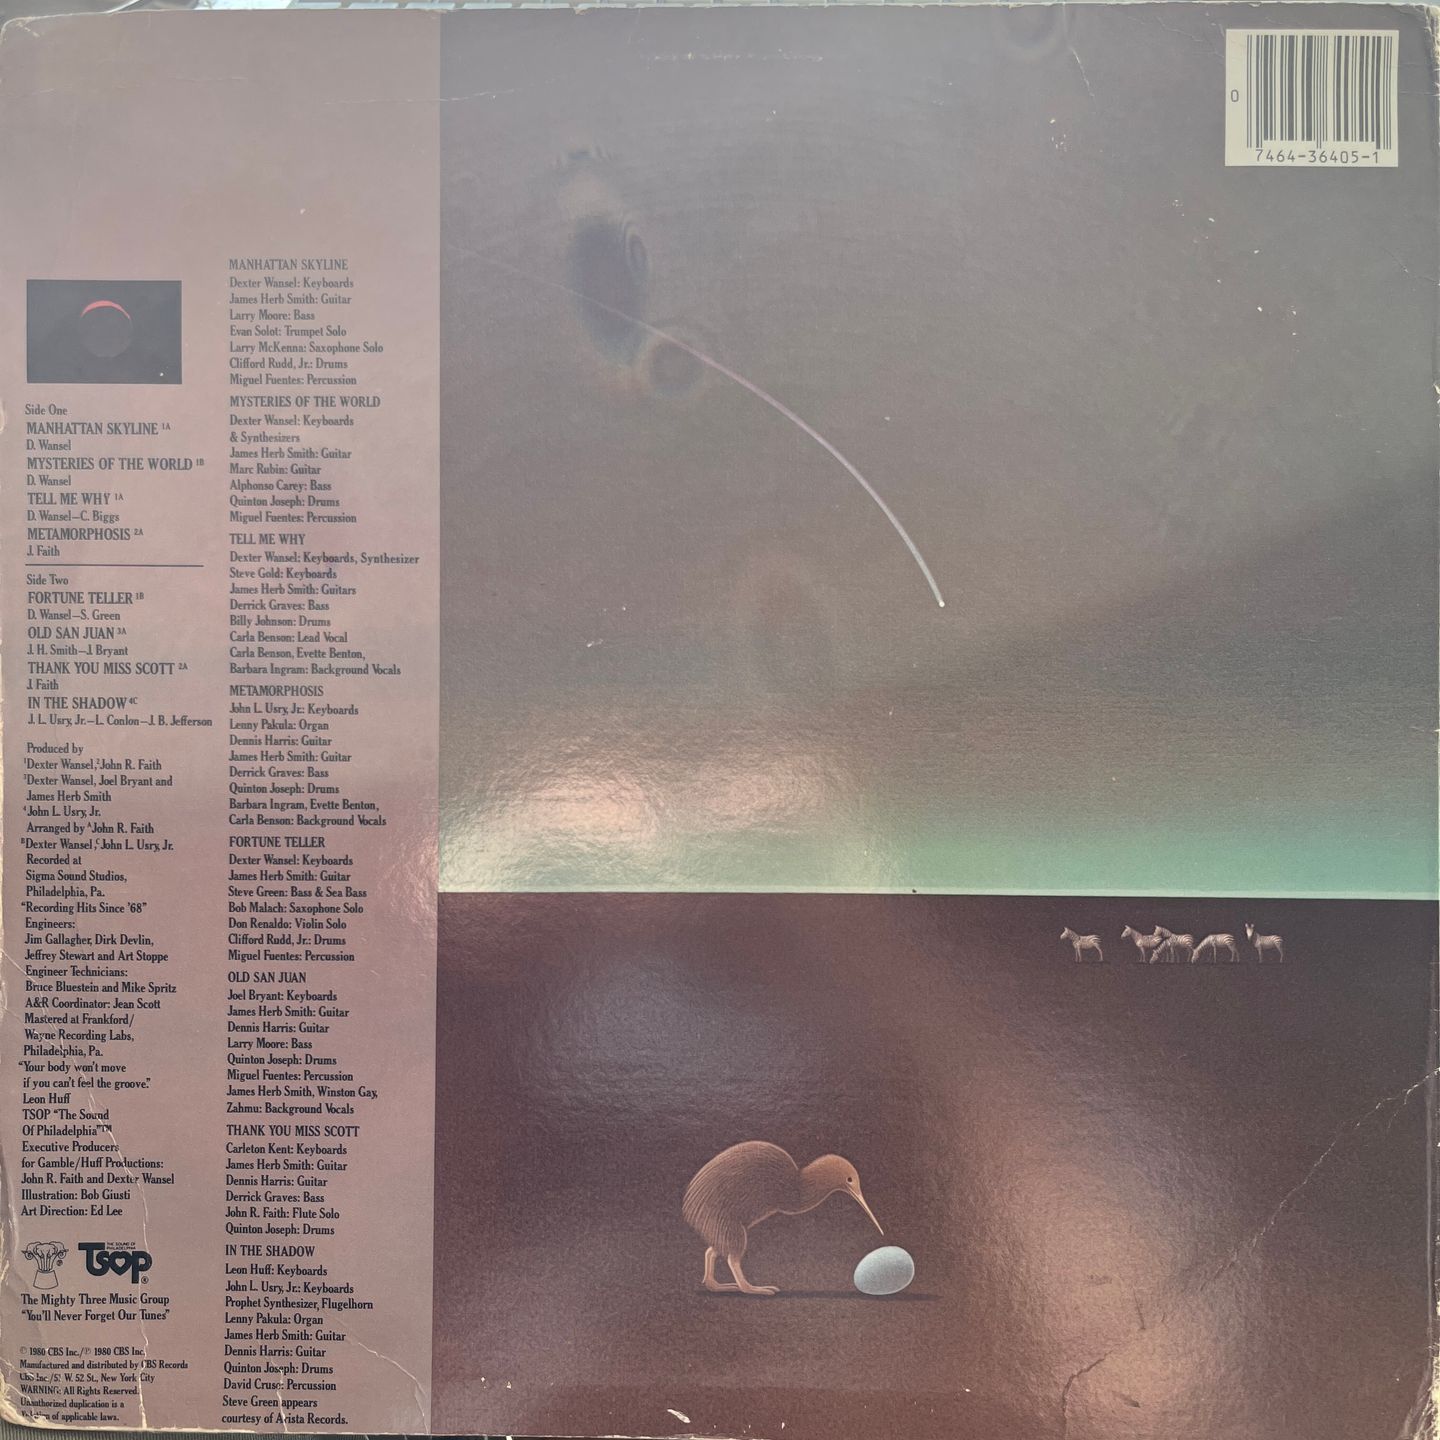 0
7464-36405-1
Side One
MANHATTAN SKYLINE 1A
D. Wansel
MYSTERIES OF THE WORLD 1B
D. Wansel
TELL ME WHY 1A
D. Wansel–C. Biggs
METAMORPHOSIS 2A
J. Faith
Side Two
FORTUNE TELLER 1B
D. Wansel–S. Green
OLD SAN JUAN 3A
J. H. Smith–J. Bryant
THANK YOU MISS SCOTT 2A
J. Faith
IN THE SHADOW 4C
J. L. Usry, Jr.–L. Conlon–J. B. Jefferson
Produced by
1Dexter Wansel, 2John R. Faith
3Dexter Wansel, Joel Bryant and
James Herb Smith
4John L. Usry, Jr.
Arranged by AJohn R. Faith
BDexter Wansel, CJohn L. Usry, Jr.
Recorded at
Sigma Sound Studios,
Philadelphia, Pa.
"Recording Hits Since '68"
Engineers:
Jim Gallagher, Dirk Devlin,
Jeffrey Stewart and Art Stoppe
Engineer Technicians:
Bruce Bluestein and Mike Spritz
A&R Coordinator: Jean Scott
Mastered at Frankford/
Wayne Recording Labs,
Philadelphia, Pa.
"Your body won't move
if you can't feel the groove."
Leon Huff
TSOP "The Sound
Of Philadelphia"™
Executive Producers
for Gamble/Huff Productions:
John R. Faith and Dexter Wansel
Illustration: Bob Giusti
Art Direction: Ed Lee
THE SOUND OF
PHILADELPHIA
TSOP®
The Mighty Three Music Group
"You'll Never Forget Our Tunes"
© 1980 CBS Inc./℗ 1980 CBS Inc.
Manufactured and distributed by CBS Records
CBS Inc./51 W. 52 St., New York City
WARNING: All Rights Reserved.
Unauthorized duplication is a
violation of applicable laws.
MANHATTAN SKYLINE
Dexter Wansel: Keyboards
James Herb Smith: Guitar
Larry Moore: Bass
Evan Solot: Trumpet Solo
Larry McKenna: Saxophone Solo
Clifford Rudd, Jr.: Drums
Miguel Fuentes: Percussion
MYSTERIES OF THE WORLD
Dexter Wansel: Keyboards
& Synthesizers
James Herb Smith: Guitar
Marc Rubin: Guitar
Alphonso Carey: Bass
Quinton Joseph: Drums
Miguel Fuentes: Percussion
TELL ME WHY
Dexter Wansel: Keyboards, Synthesizer
Steve Gold: Keyboards
James Herb Smith: Guitars
Derrick Graves: Bass
Billy Johnson: Drums
Carla Benson: Lead Vocal
Carla Benson, Evette Benton,
Barbara Ingram: Background Vocals
METAMORPHOSIS
John L. Usry, Jr.: Keyboards
Lenny Pakula: Organ
Dennis Harris: Guitar
James Herb Smith: Guitar
Derrick Graves: Bass
Quinton Joseph: Drums
Barbara Ingram, Evette Benton,
Carla Benson: Background Vocals
FORTUNE TELLER
Dexter Wansel: Keyboards
James Herb Smith: Guitar
Steve Green: Bass & Sea Bass
Bob Malach: Saxophone Solo
Don Renaldo: Violin Solo
Clifford Rudd, Jr.: Drums
Miguel Fuentes: Percussion
OLD SAN JUAN
Joel Bryant: Keyboards
James Herb Smith: Guitar
Dennis Harris: Guitar
Larry Moore: Bass
Quinton Joseph: Drums
Miguel Fuentes: Percussion
James Herb Smith, Winston Gay,
Zahmu: Background Vocals
THANK YOU MISS SCOTT
Carleton Kent: Keyboards
James Herb Smith: Guitar
Dennis Harris: Guitar
Derrick Graves: Bass
John R. Faith: Flute Solo
Quinton Joseph: Drums
IN THE SHADOW
Leon Huff: Keyboards
John L. Usry, Jr.: Keyboards
Prophet Synthesizer, Flugelhorn
Lenny Pakula: Organ
James Herb Smith: Guitar
Dennis Harris: Guitar
Quinton Joseph: Drums
David Cruse: Percussion
Steve Green appears
courtesy of Arista Records.